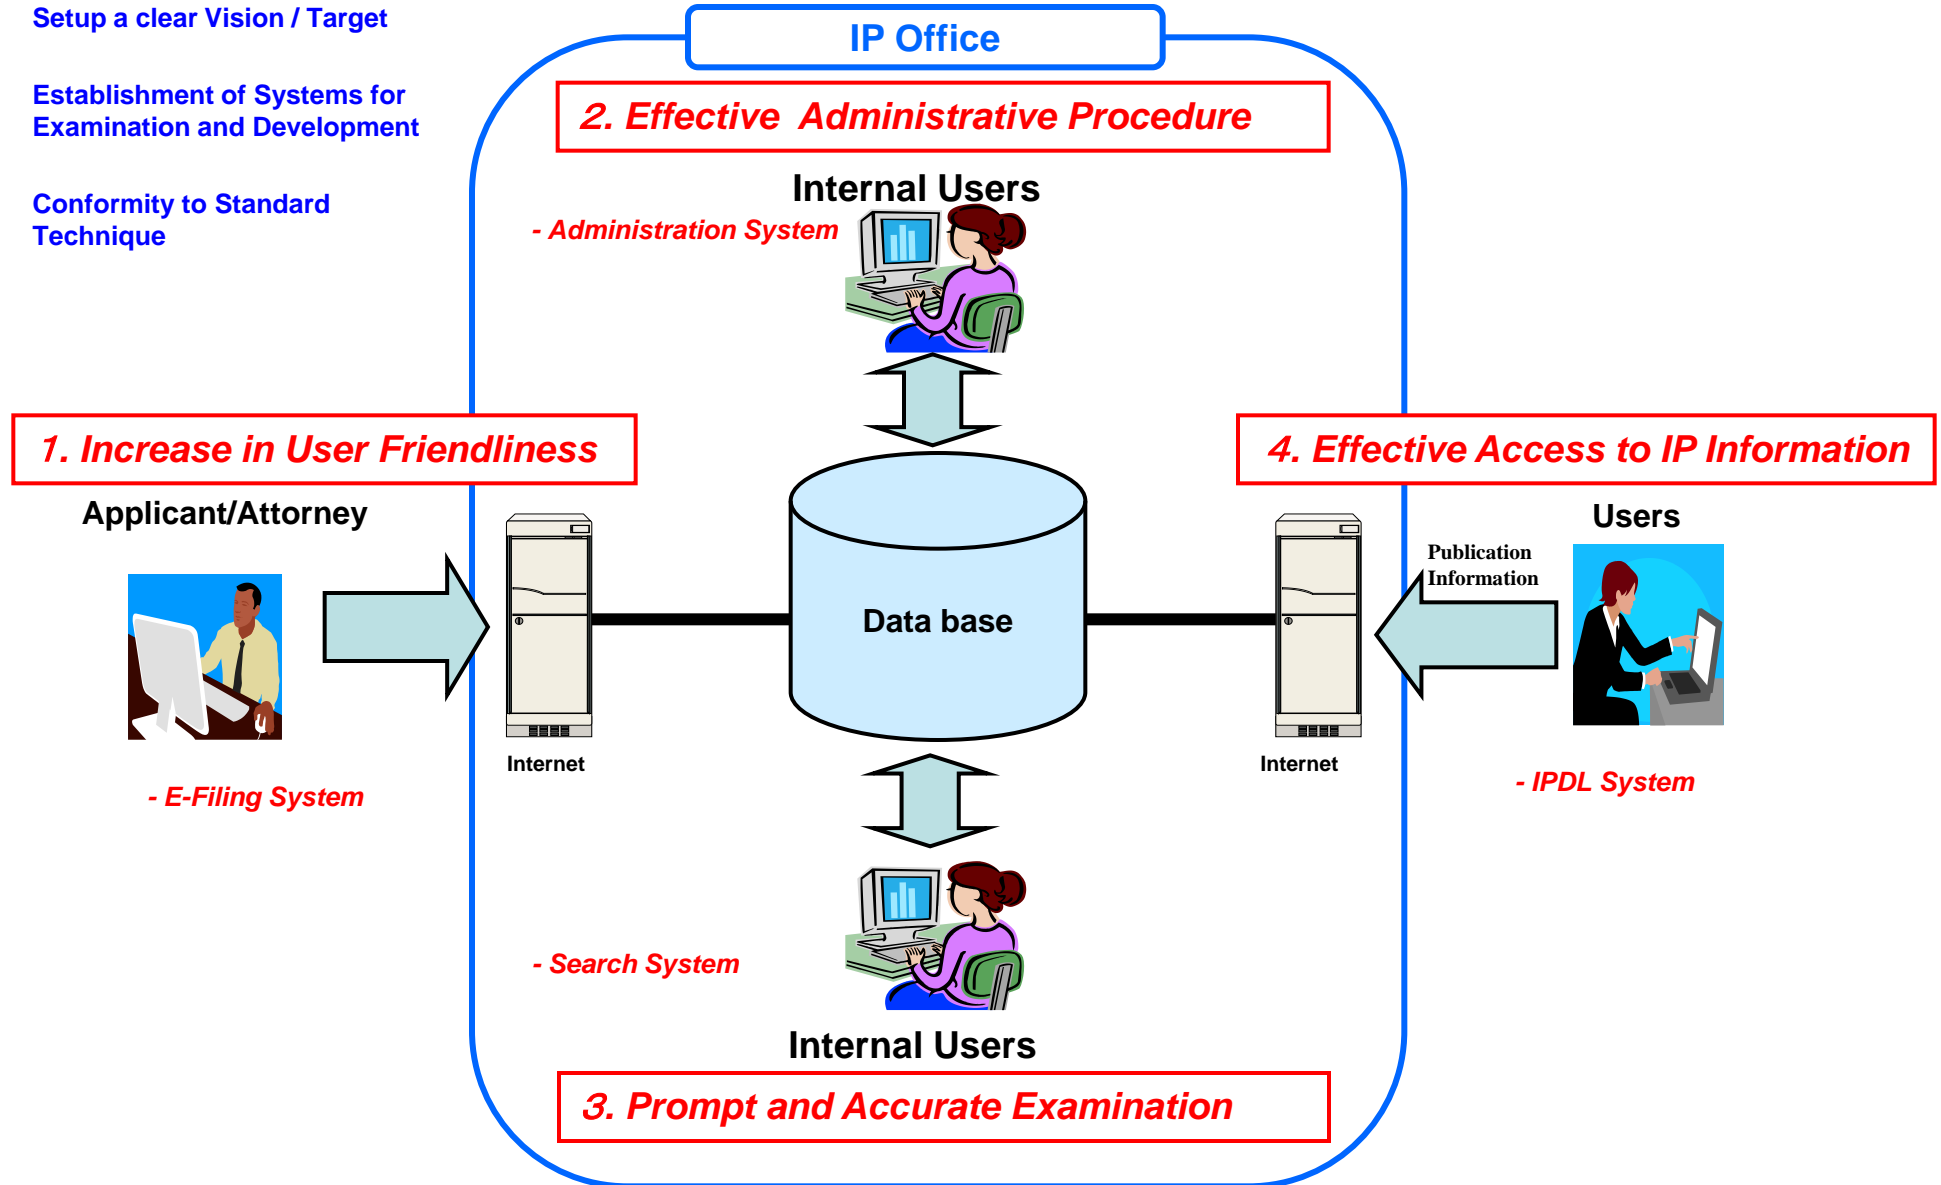 Setup a clear Vision / Target
Establishment of Systems for
Examination and Development
Conformity to Standard
Technique
IP Office
2. Effective Administrative Procedure
Internal Users
- Administration System
1. Increase in User Friendliness
Applicant/Attorney
- E-Filing System
Internet
Data base
4. Effective Access to IP Information
Users
Publication
Information
Internet
- IPDL System
- Search System
Internal Users
3. Prompt and Accurate Examination